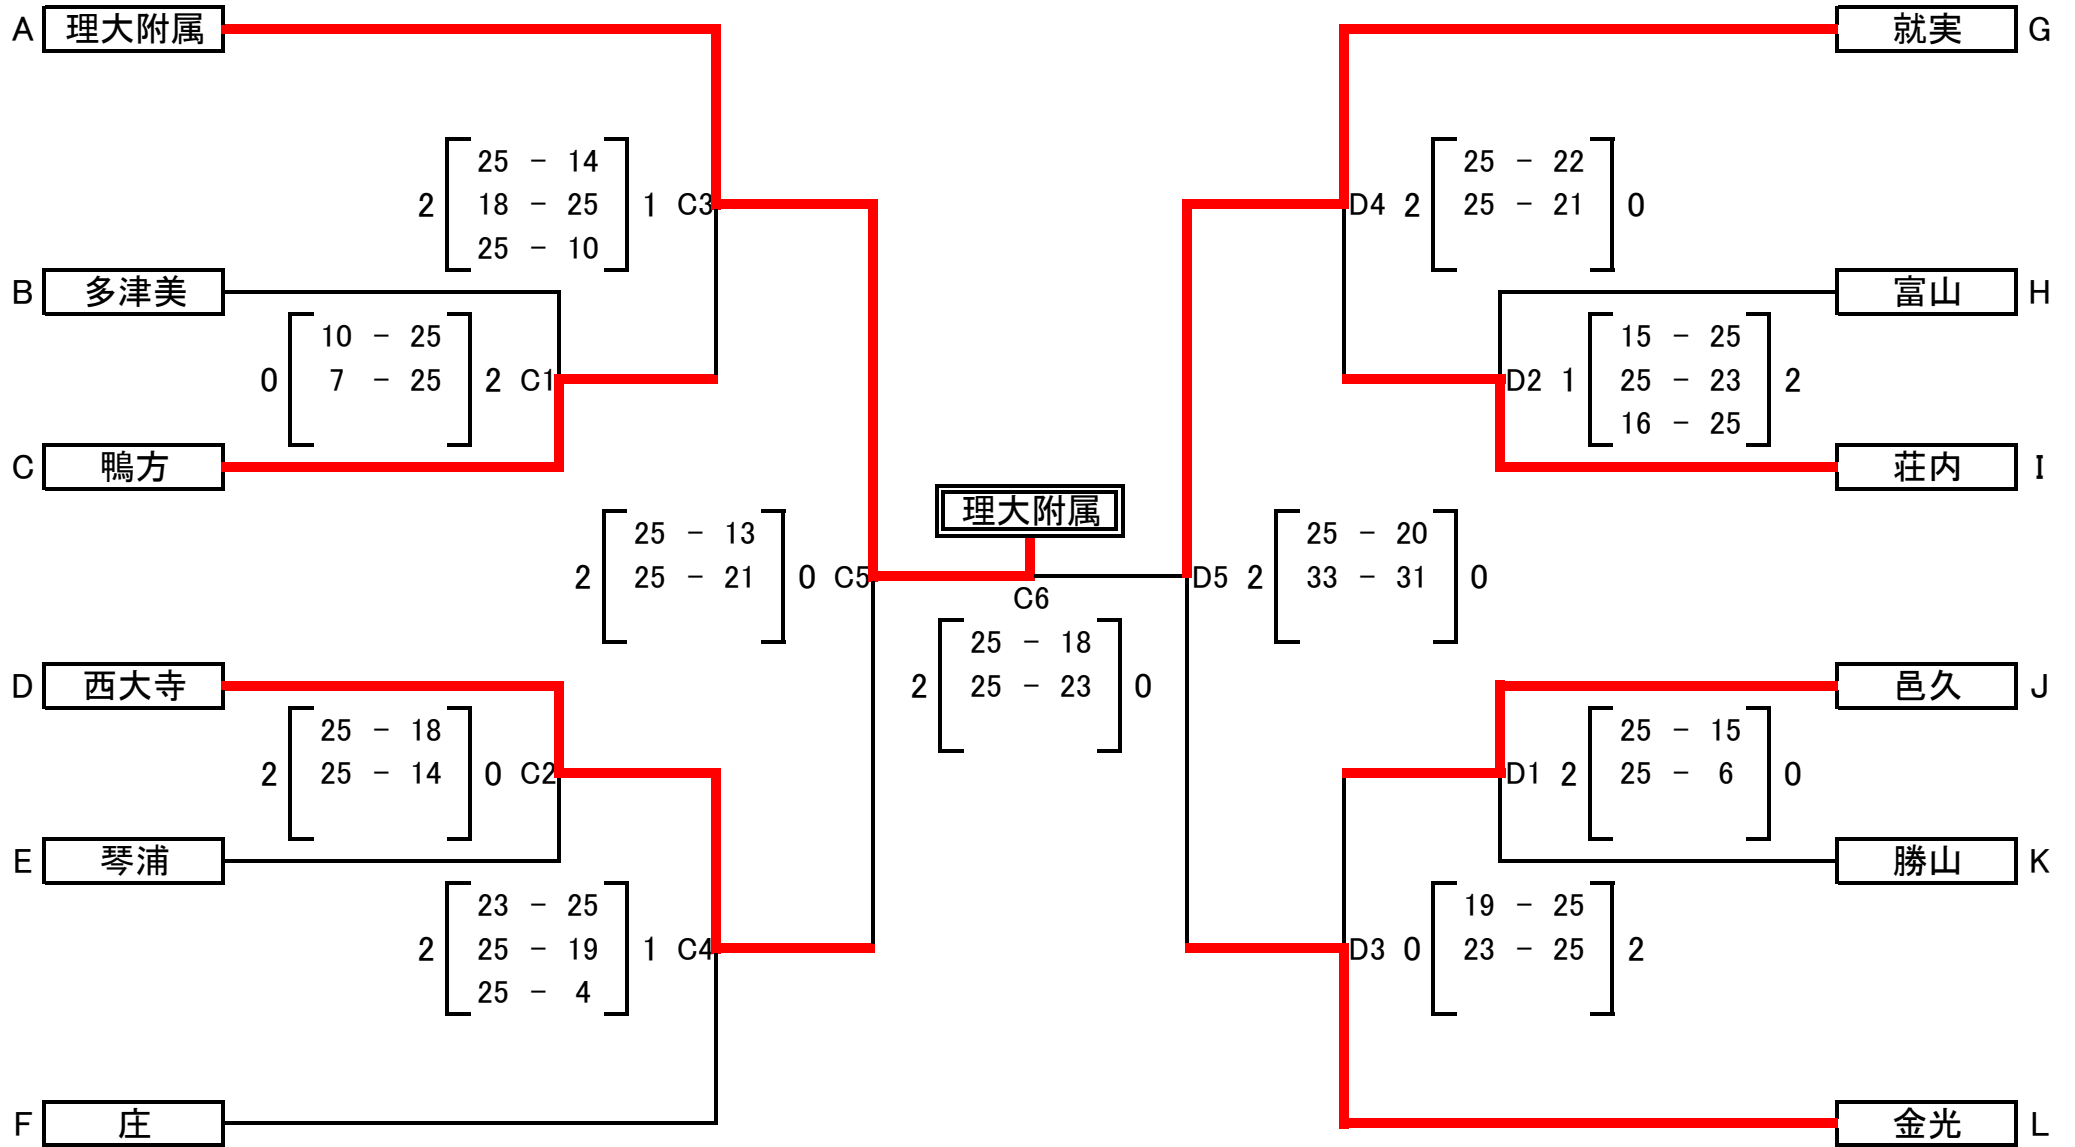 A 理大附属
就実 G
25 - 14
2 18 - 25 1 C3
25 - 10
25 - 22
D4 2 25 - 21 0
B 多津美
富山 H
10 - 25
0 7 - 25 2 C1
15 - 25
D2 1 25 - 23 2
16 - 25
C 鴨方
荘内 I
理大附属
25 - 13
2 25 - 21 0 C5
25 - 20
D5 2 33 - 31 0
C6
25 - 18
2 25 - 23 0
D 西大寺
邑久 J
25 - 18
2 25 - 14 0 C2
25 - 15
D1 2 25 - 6 0
E 琴浦
勝山 K
23 - 25
2 25 - 19 1 C4
25 - 4
19 - 25
D3 0 23 - 25 2
F 庄
金光 L